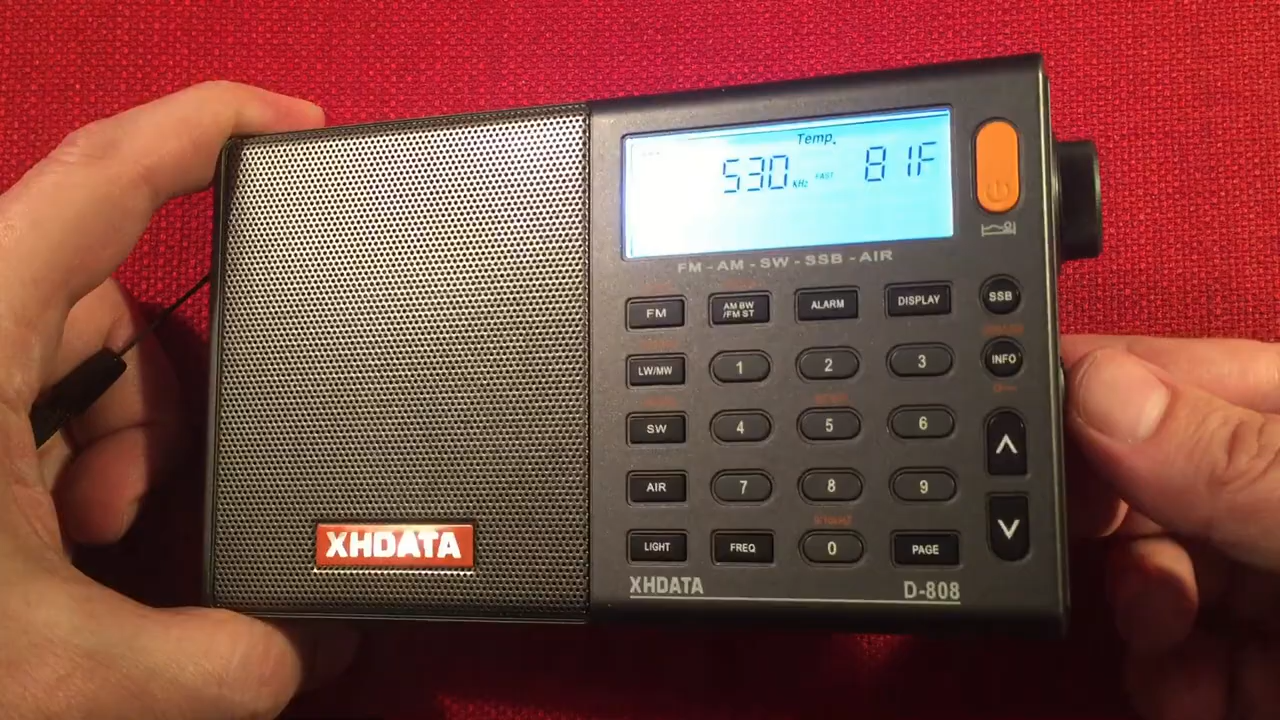 Temp.
530 KHz FAST 81F
FM - AM - SW - SSB - AIR
FM AM BW /FM ST ALARM DISPLAY SSB
LW/MW 1 2 3 INFO
SW 4 5 6
AIR 7 8 9
LIGHT FREQ 0 PAGE
XHDATA
XHDATA D-808